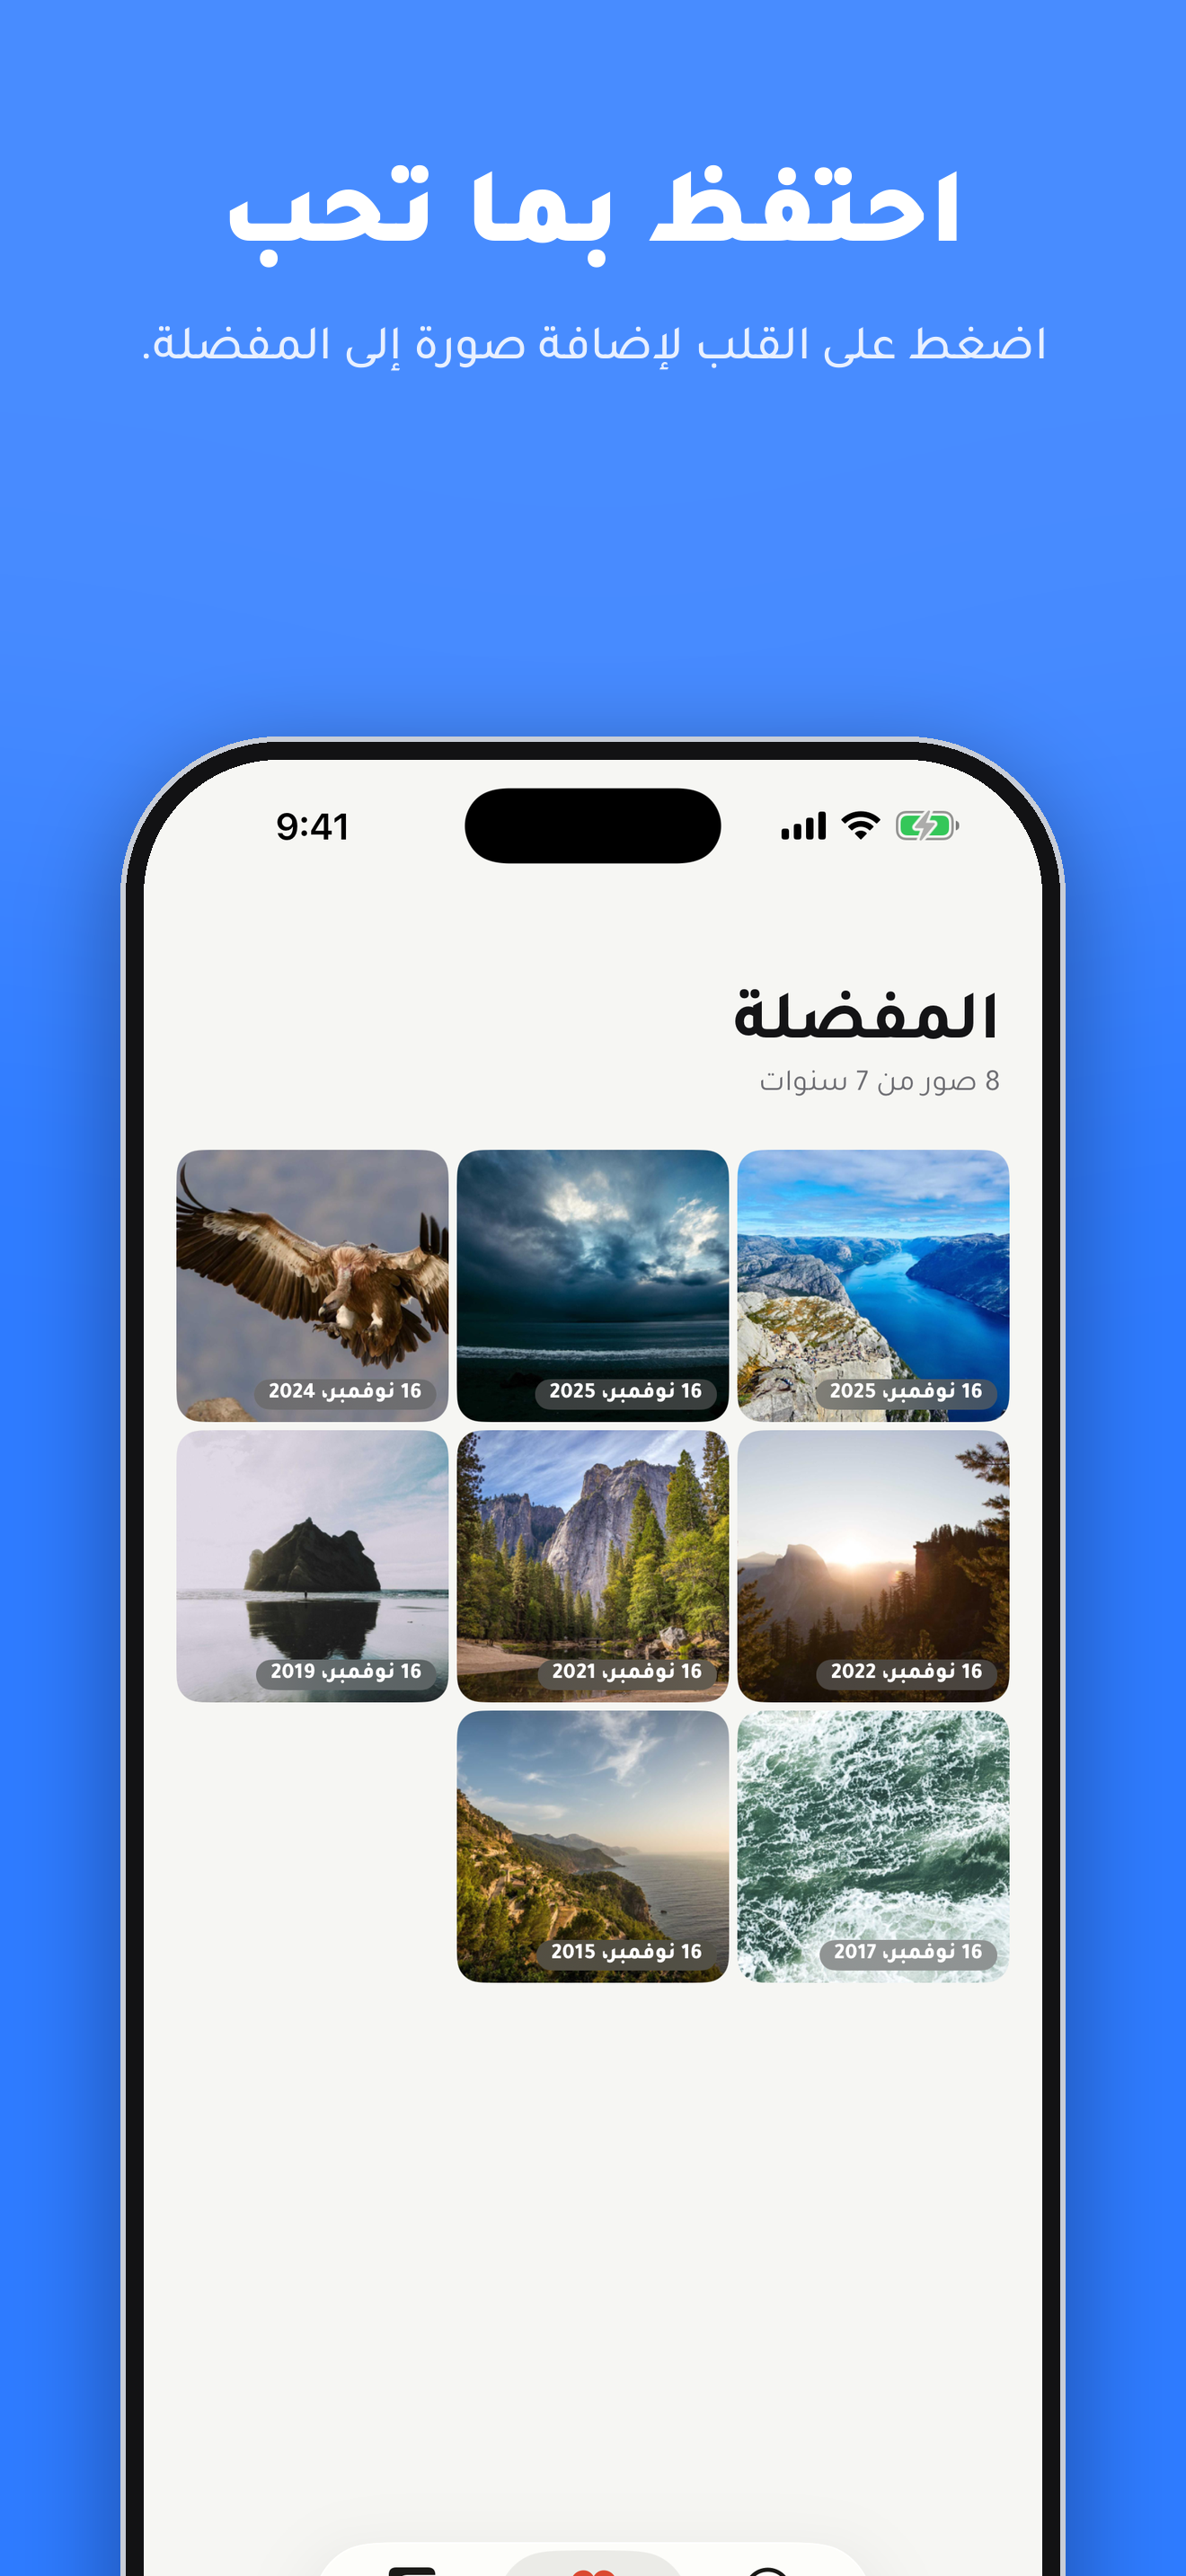 احتفظ بما تحب
اضغط على القلب لإضافة صورة إلى المفضلة.
9:41
المفضلة
8 صور من 7 سنوات
16 نوفمبر، 2025
16 نوفمبر، 2025
16 نوفمبر، 2024
16 نوفمبر، 2022
16 نوفمبر، 2021
16 نوفمبر، 2019
16 نوفمبر، 2017
16 نوفمبر، 2015